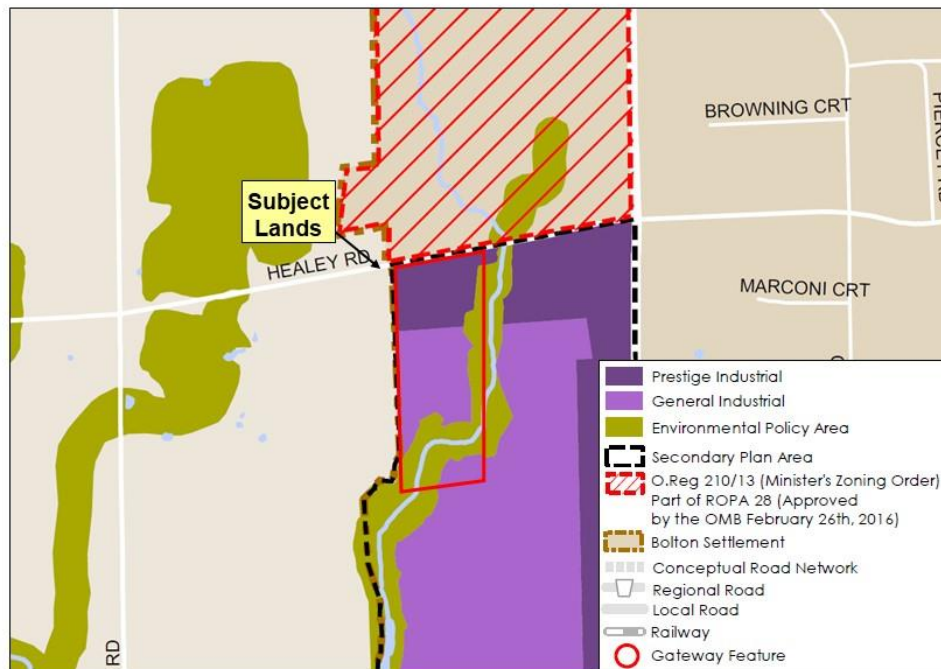 BROWNING CRT
PIERCEY RD
Subject
Lands
HEALEY RD
MARCONI CRT
Prestige Industrial
General Industrial
Environmental Policy Area
Secondary Plan Area
O.Reg 210/13 (Minister's Zoning Order)
Part of ROPA 28 (Approved
by the OMB February 26th, 2016)
Bolton Settlement
Conceptual Road Network
Regional Road
Local Road
Railway
Gateway Feature
RD